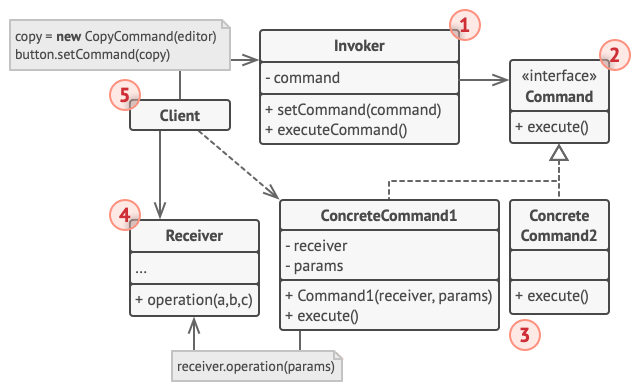 copy = new CopyCommand(editor)
button.setCommand(copy)
1
Invoker
- command
+ setCommand(command)
+ executeCommand()
2
«interface»
Command
+ execute()
5
Client
4
Receiver
...
+ operation(a,b,c)
ConcreteCommand1
- receiver
- params
+ Command1(receiver, params)
+ execute()
Concrete
Command2
+ execute()
3
receiver.operation(params)